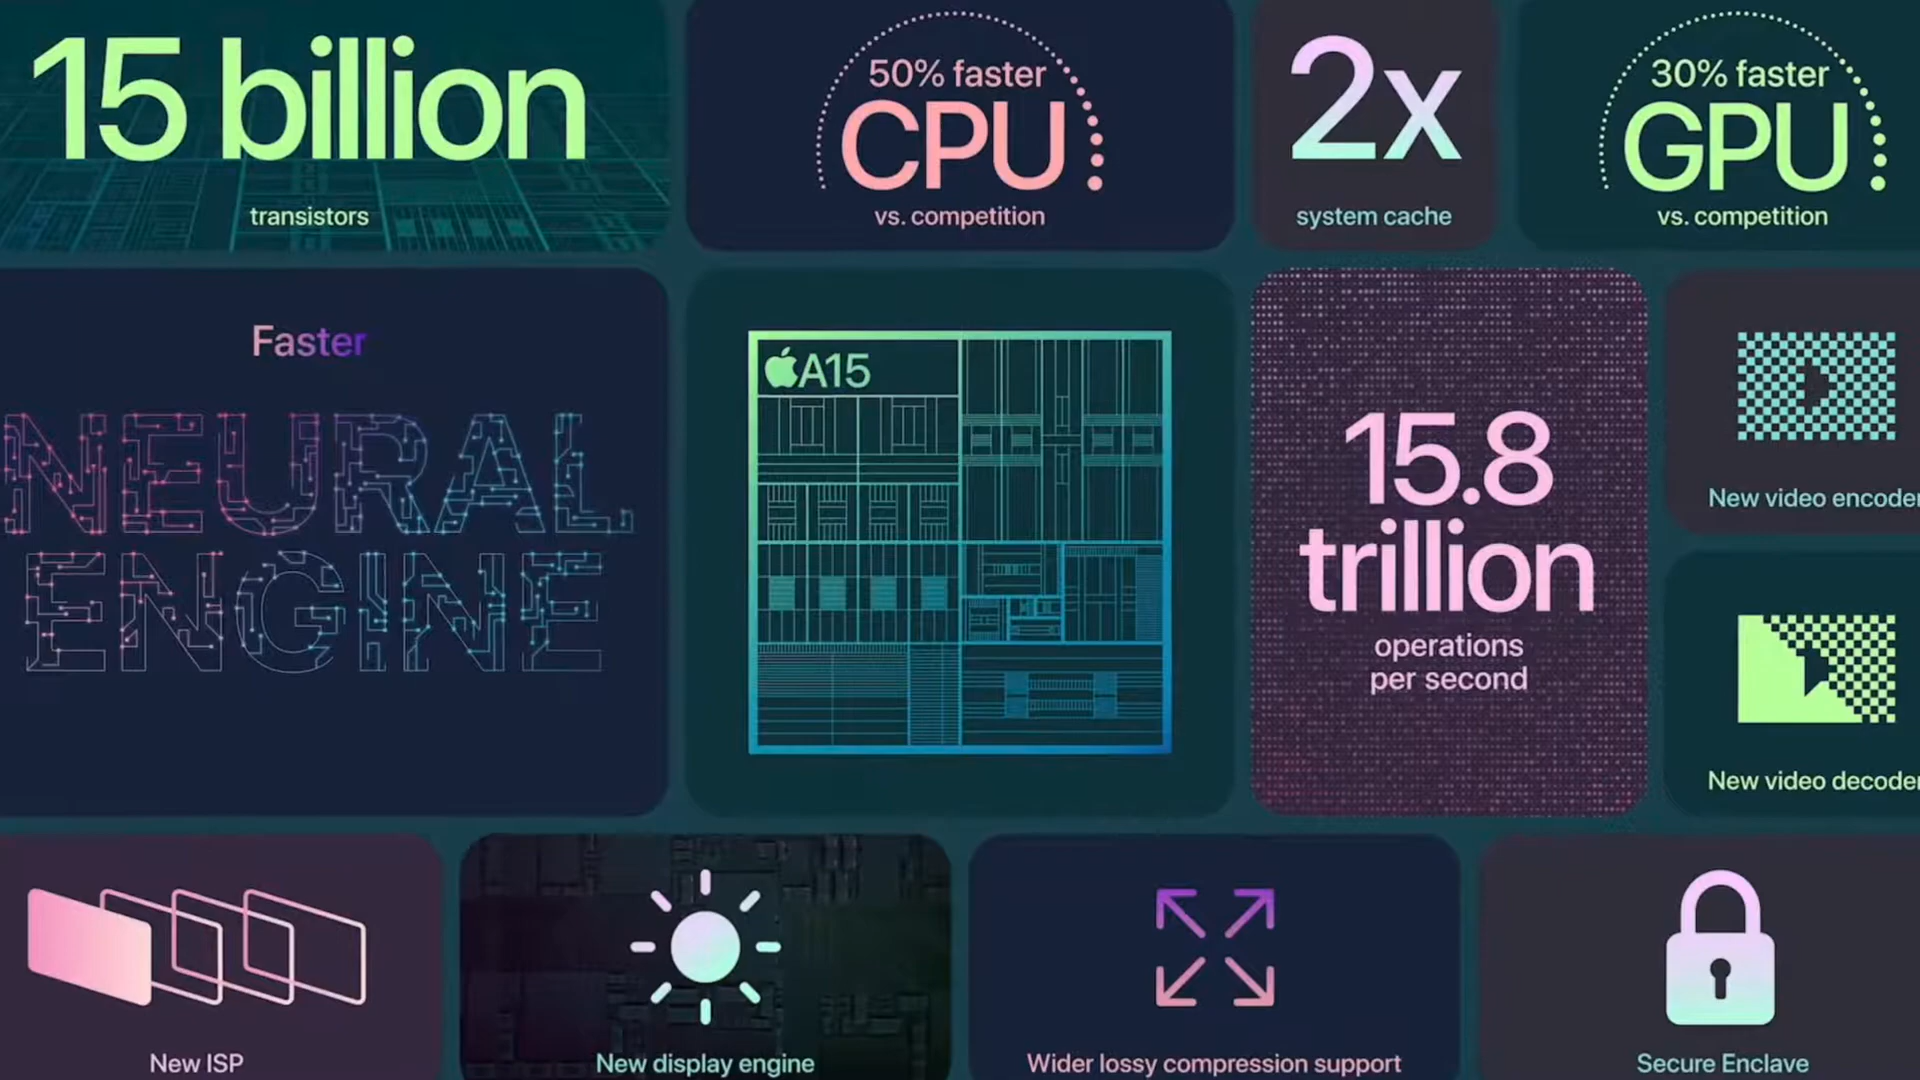 15 billion
transistors
50% faster
CPU
vs. competition
2x
system cache
30% faster
GPU
vs. competition
Faster
NEURAL
ENGINE
A15
15.8
trillion
operations
per second
New video encoder
New video decoder
New ISP
New display engine
Wider lossy compression support
Secure Enclave